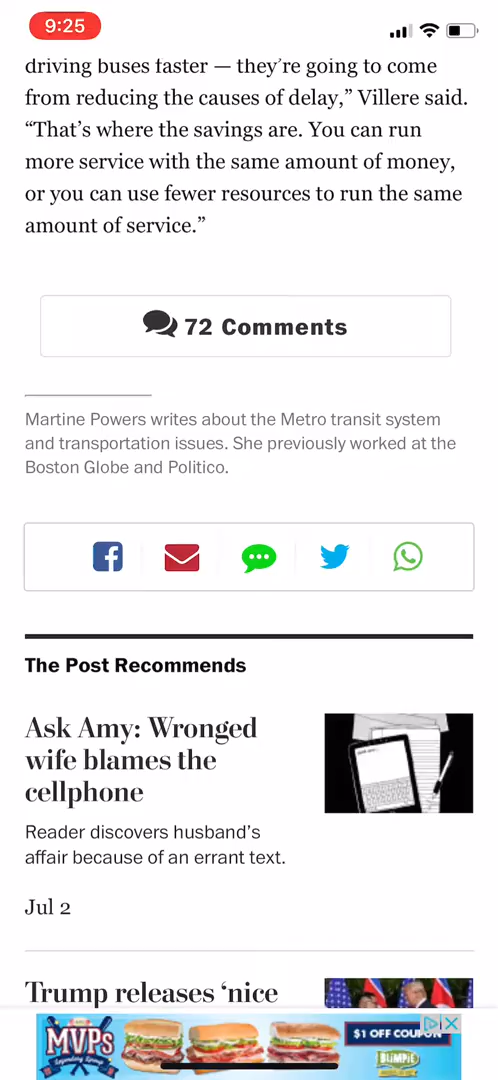 9:25
driving buses faster — they’re going to come
from reducing the causes of delay,” Villere said.
“That’s where the savings are. You can run
more service with the same amount of money,
or you can use fewer resources to run the same
amount of service.”
72 Comments
Martine Powers writes about the Metro transit system
and transportation issues. She previously worked at the
Boston Globe and Politico.
The Post Recommends
Ask Amy: Wronged
wife blames the
cellphone
Reader discovers husband’s
affair because of an errant text.
Jul 2
Trump releases ‘nice
MVPs
Legendary Savings
$1 OFF COUPON
BLIMPIE